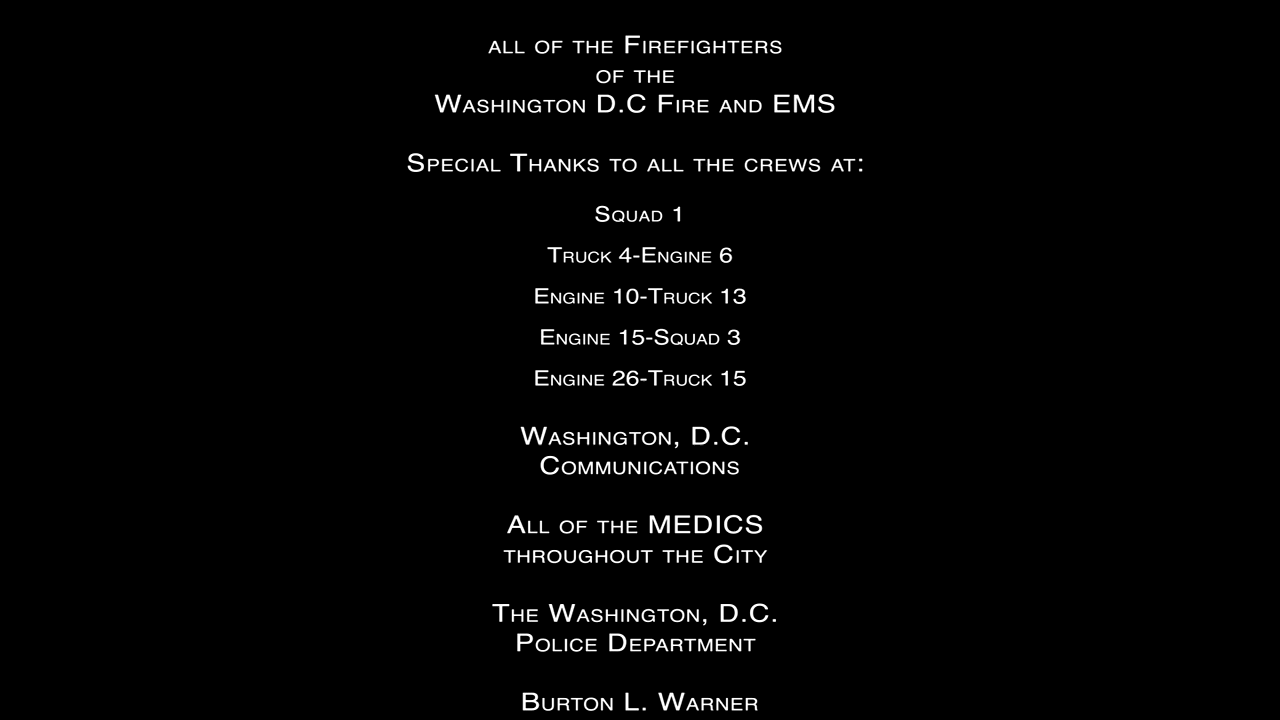 all of the Firefighters
of the
Washington D.C Fire and EMS
Special Thanks to all the crews at:
Squad 1
Truck 4-Engine 6
Engine 10-Truck 13
Engine 15-Squad 3
Engine 26-Truck 15
Washington, D.C.
Communications
All of the MEDICS
throughout the City
The Washington, D.C.
Police Department
Burton L. Warner